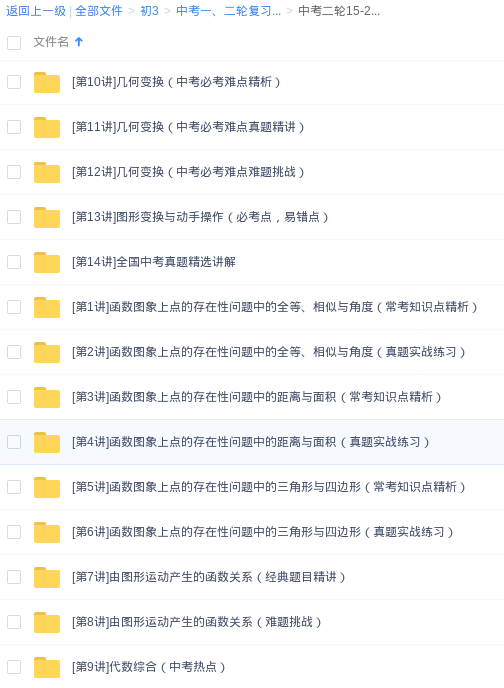 返回上一级 | 全部文件 > 初3 > 中考一、二轮复习... > 中考二轮15-2...
文件名
[第10讲]几何变换（中考必考难点精析）
[第11讲]几何变换（中考必考难点真题精讲）
[第12讲]几何变换（中考必考难点难题挑战）
[第13讲]图形变换与动手操作（必考点，易错点）
[第14讲]全国中考真题精选讲解
[第1讲]函数图象上点的存在性问题中的全等、相似与角度（常考知识点精析）
[第2讲]函数图象上点的存在性问题中的全等、相似与角度（真题实战练习）
[第3讲]函数图象上点的存在性问题中的距离与面积（常考知识点精析）
[第4讲]函数图象上点的存在性问题中的距离与面积（真题实战练习）
[第5讲]函数图象上点的存在性问题中的三角形与四边形（常考知识点精析）
[第6讲]函数图象上点的存在性问题中的三角形与四边形（真题实战练习）
[第7讲]由图形运动产生的函数关系（经典题目精讲）
[第8讲]由图形运动产生的函数关系（难题挑战）
[第9讲]代数综合（中考热点）